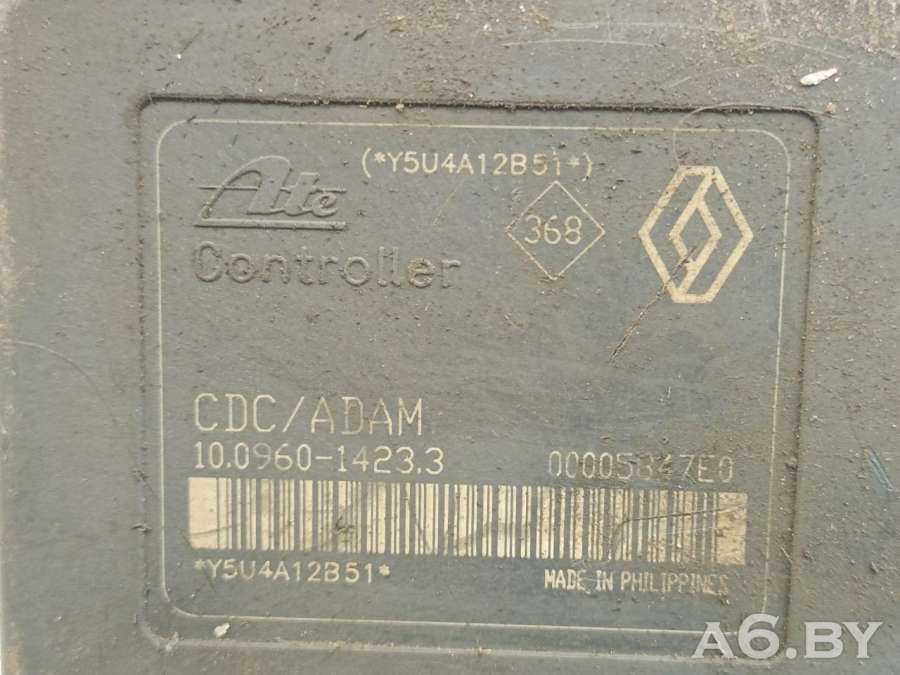 (*Y5U4A12B51*)
Ate
Controller
368
CDC/ADAM
10.0960-1423.3
00005847E0
*Y5U4A12B51*
MADE IN PHILIPPINES
A6.BY